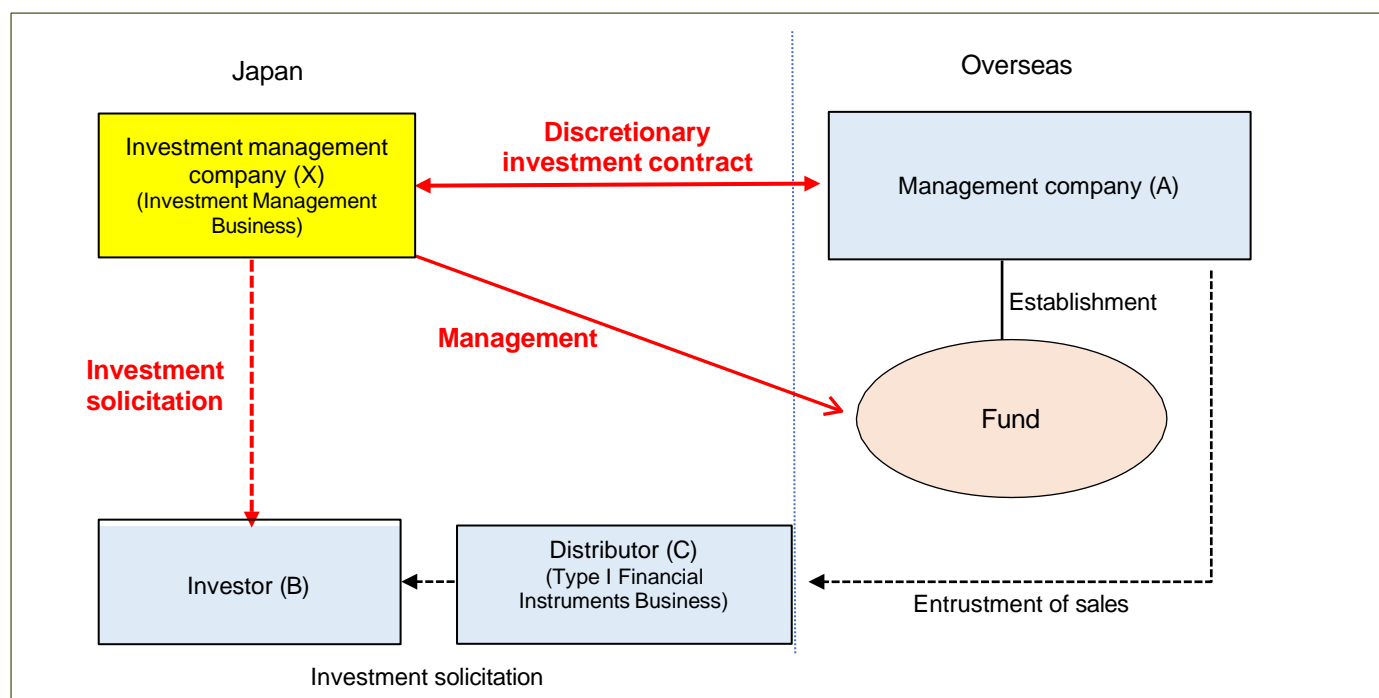 Japan
Overseas
Investment management
company (X)
(Investment Management
Business)
Discretionary
investment contract
Management company (A)
Establishment
Management
Investment
solicitation
Fund
Investor (B)
Distributor (C)
(Type I Financial
Instruments Business)
Entrustment of sales
Investment solicitation